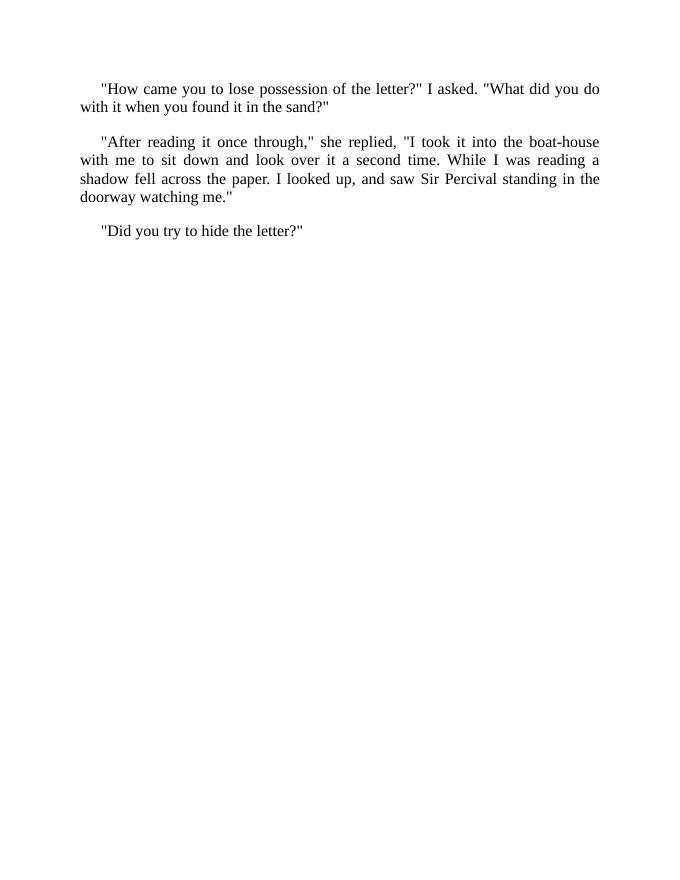 "How came you to lose possession of the letter?" I asked. "What did you do
with it when you found it in the sand?"
"After reading it once through," she replied, "I took it into the boat-house
with me to sit down and look over it a second time. While I was reading a
shadow fell across the paper. I looked up, and saw Sir Percival standing in the
doorway watching me."
"Did you try to hide the letter?"